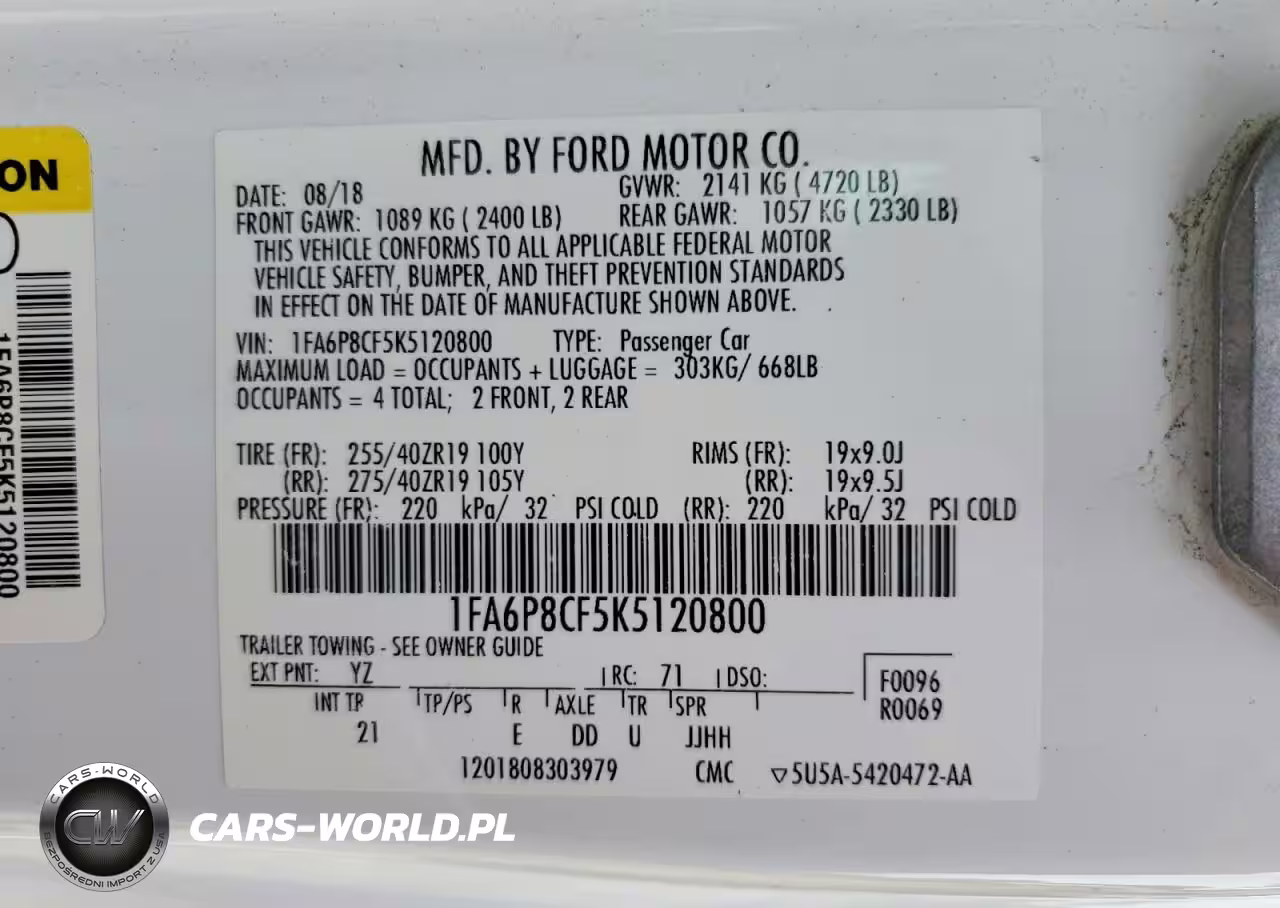 ON
1FA6P8CF5K5120800
MFD. BY FORD MOTOR CO.
DATE: 08/18 GVWR: 2141 KG ( 4720 LB)
FRONT GAWR: 1089 KG ( 2400 LB) REAR GAWR: 1057 KG ( 2330 LB)
THIS VEHICLE CONFORMS TO ALL APPLICABLE FEDERAL MOTOR
VEHICLE SAFETY, BUMPER, AND THEFT PREVENTION STANDARDS
IN EFFECT ON THE DATE OF MANUFACTURE SHOWN ABOVE.
VIN: 1FA6P8CF5K5120800 TYPE: Passenger Car
MAXIMUM LOAD = OCCUPANTS + LUGGAGE = 303KG/ 668LB
OCCUPANTS = 4 TOTAL; 2 FRONT, 2 REAR
TIRE (FR): 255/40ZR19 100Y RIMS (FR): 19x9.0J
(RR): 275/40ZR19 105Y (RR): 19x9.5J
PRESSURE (FR): 220 kPa/ 32 PSI COLD (RR): 220 kPa/ 32 PSI COLD
1FA6P8CF5K5120800
TRAILER TOWING - SEE OWNER GUIDE
EXT PNT: YZ RC: 71 DSO: F0096
INT TR TP/PS R AXLE TR SPR R0069
21 E DD U JJHH
1201808303979 CMC ▽5U5A-5420472-AA
CARS-WORLD
CW
BEZPOŚREDNI IMPORT Z USA
CARS-WORLD.PL